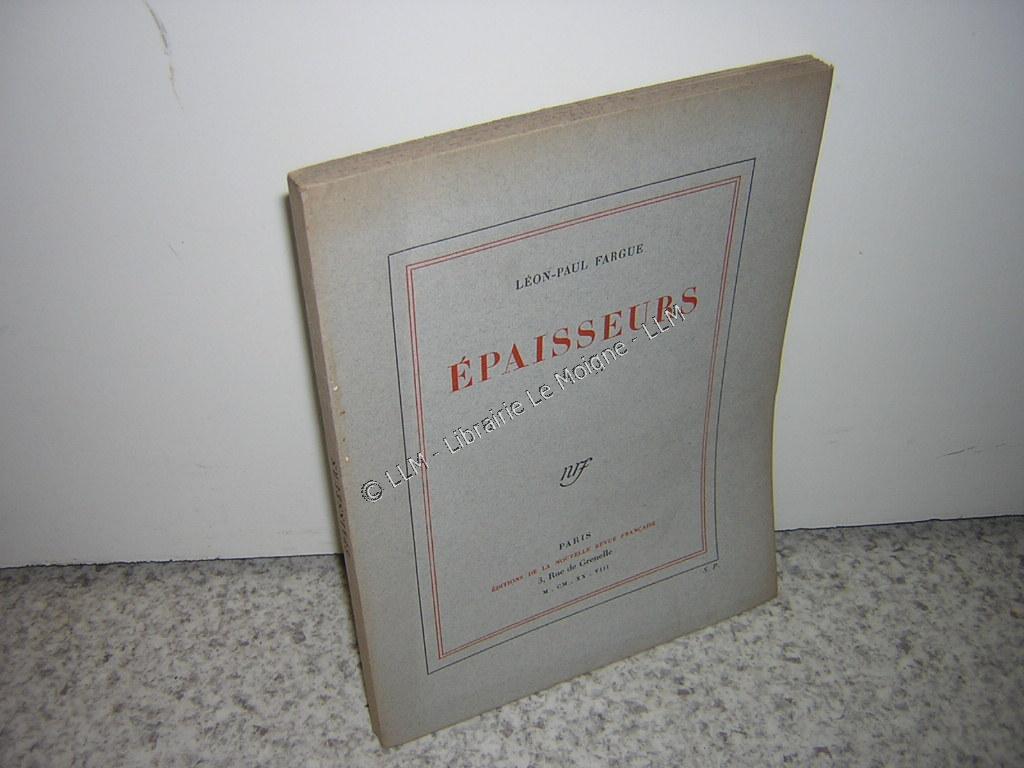 LÉON-PAUL FARGUE
ÉPAISSEURS
© LLM - Librairie Le Moigne - LLM
nrf
PARIS
ÉDITIONS DE LA NOUVELLE REVUE FRANÇAISE
3, Rue de Grenelle
M. CM. XX. VIII
S. P.